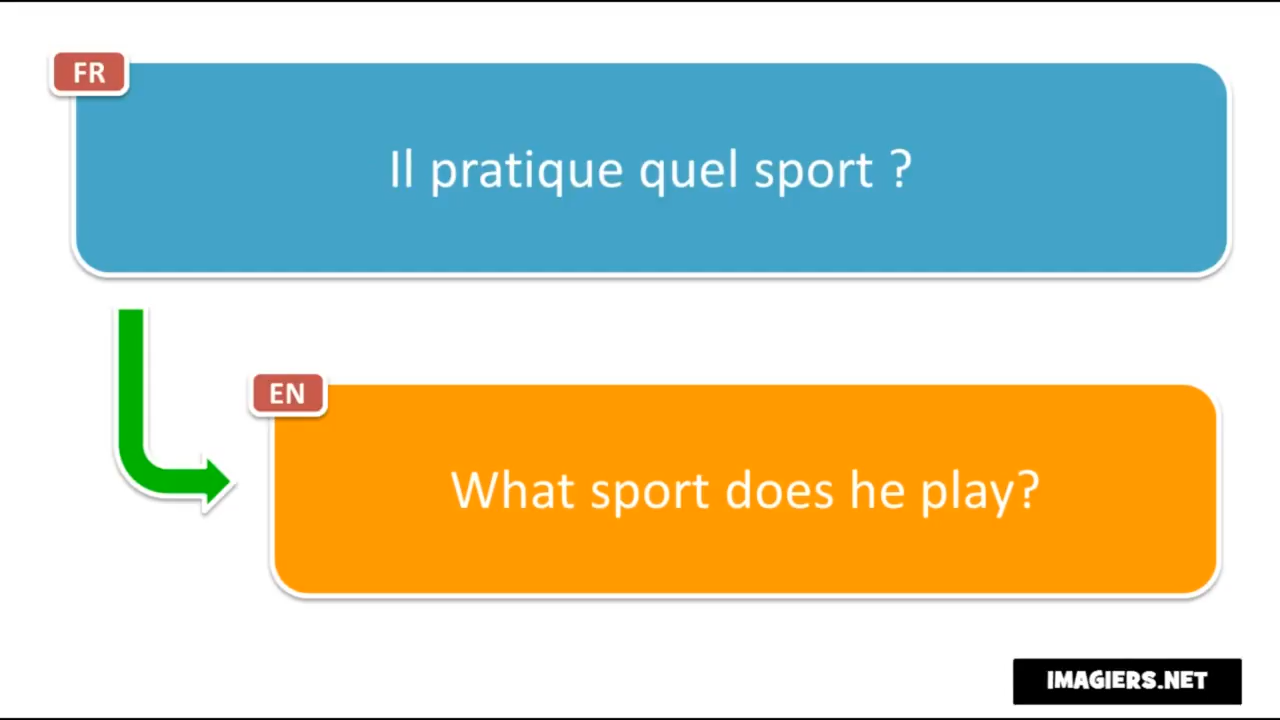 FR
Il pratique quel sport ?
EN
What sport does he play?
IMAGIERS.NET